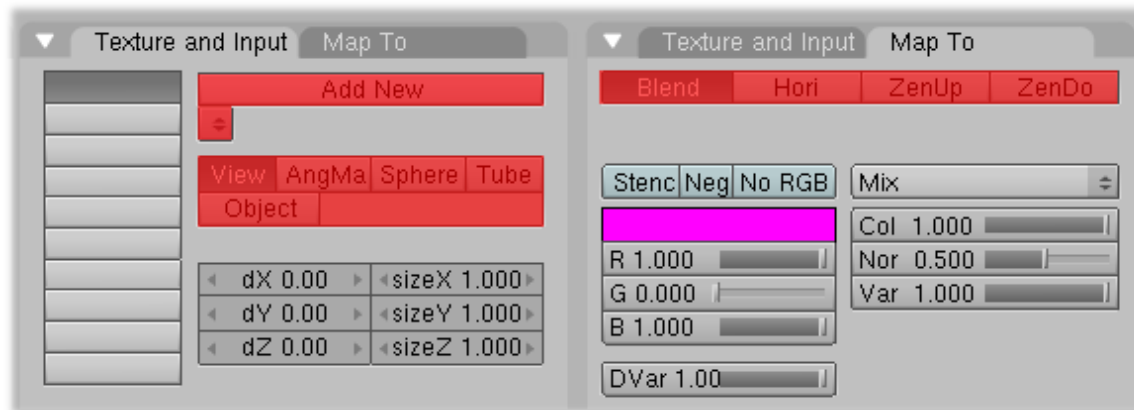 Texture and Input Map To
Add New
View AngMa Sphere Tube
Object
dX 0.00 sizeX 1.000
dY 0.00 sizeY 1.000
dZ 0.00 sizeZ 1.000
Texture and Input Map To
Blend Hori ZenUp ZenDo
Stenc Neg No RGB Mix
Col 1.000
R 1.000 Nor 0.500
G 0.000 Var 1.000
B 1.000
DVar 1.00